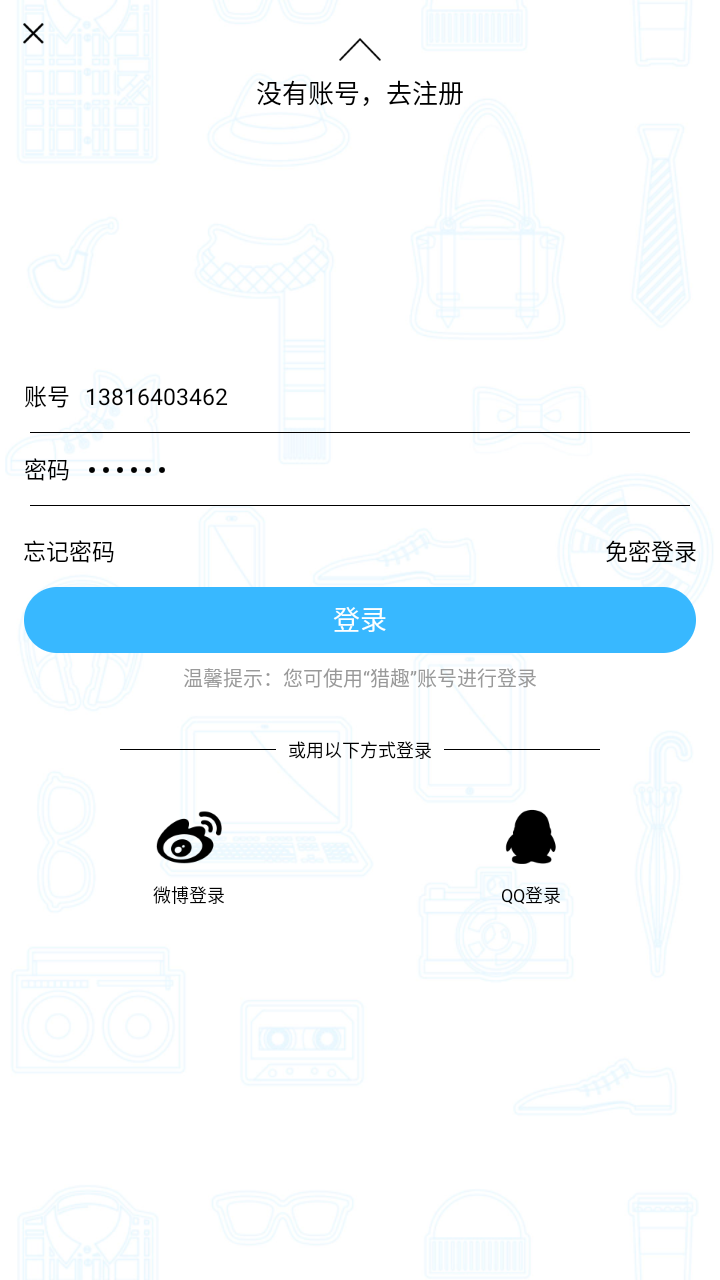 没有账号，去注册
账号 13816403462
密码 ••••••
忘记密码 免密登录
登录
温馨提示：您可使用“猎趣”账号进行登录
或用以下方式登录
微博登录 QQ登录